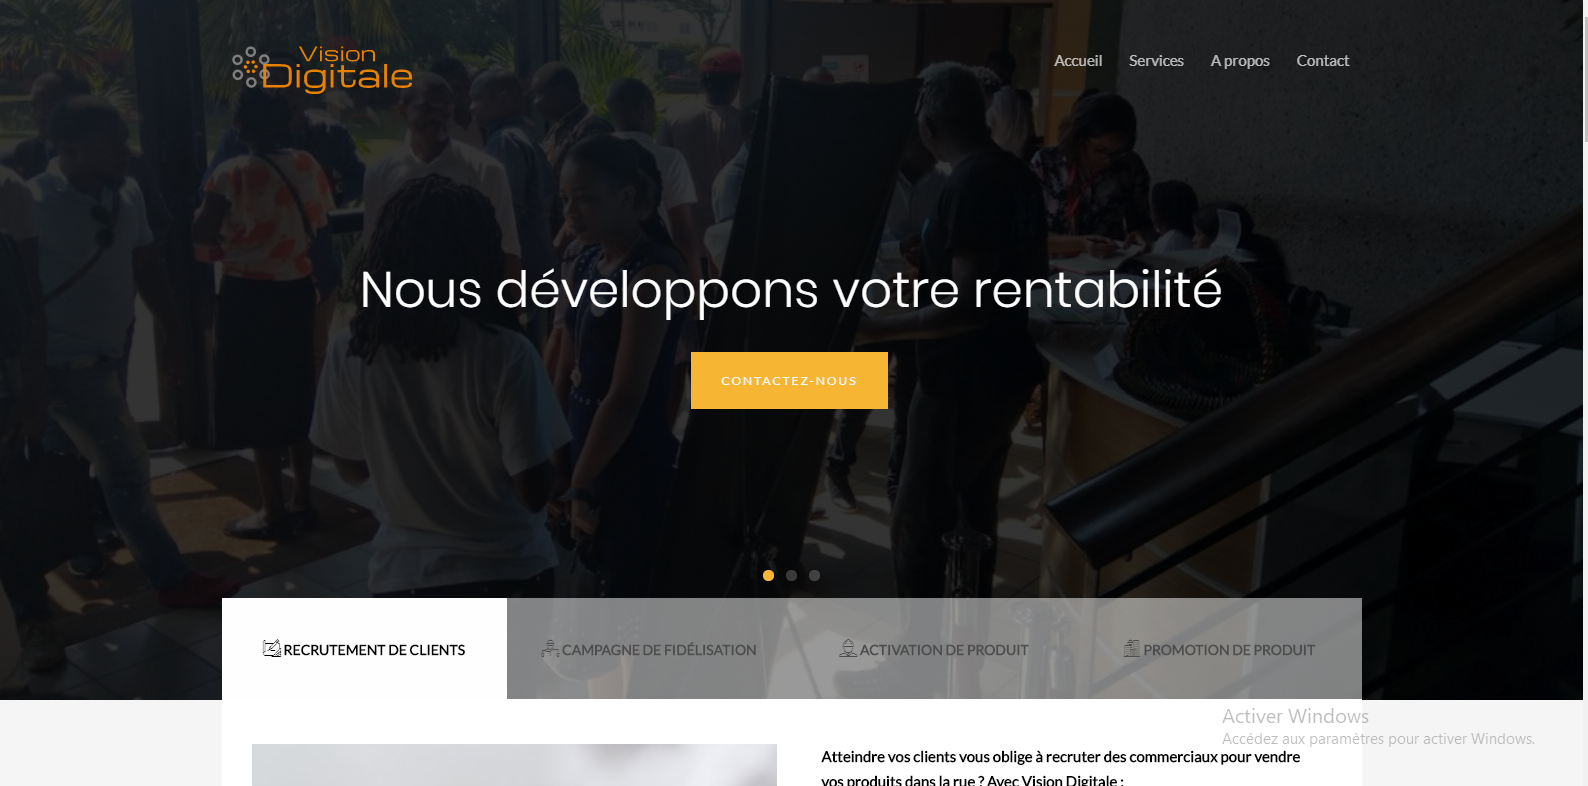 Vision
Digitale
Accueil Services A propos Contact
Nous développons votre rentabilité
CONTACTEZ-NOUS
RECRUTEMENT DE CLIENTS CAMPAGNE DE FIDÉLISATION ACTIVATION DE PRODUIT PROMOTION DE PRODUIT
Activer Windows
Accédez aux paramètres pour activer Windows.
Atteindre vos clients vous oblige à recruter des commerciaux pour vendre
vos produits dans la rue ? Avec Vision Digitale :